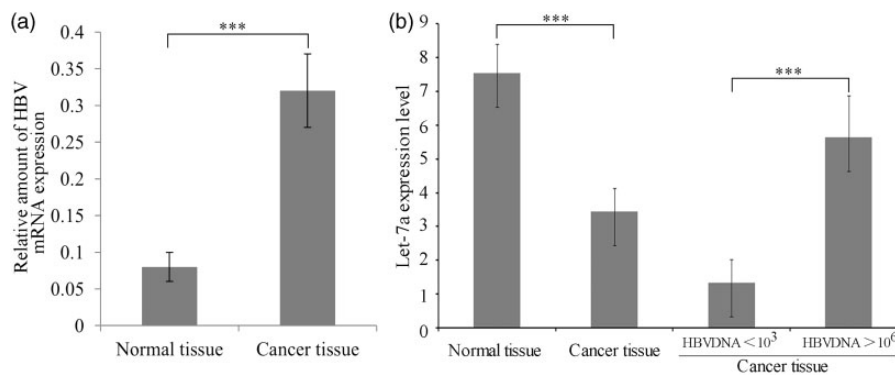 (a)
***
Relative amount of HBV
mRNA expression
0.4
0.35
0.3
0.25
0.2
0.15
0.1
0.05
0
Normal tissue
Cancer tissue
(b)
***
***
Let-7a expression level
9
8
7
6
5
4
3
2
1
0
Normal tissue
Cancer tissue
HBVDNA<10³
HBVDNA>10⁶
Cancer tissue